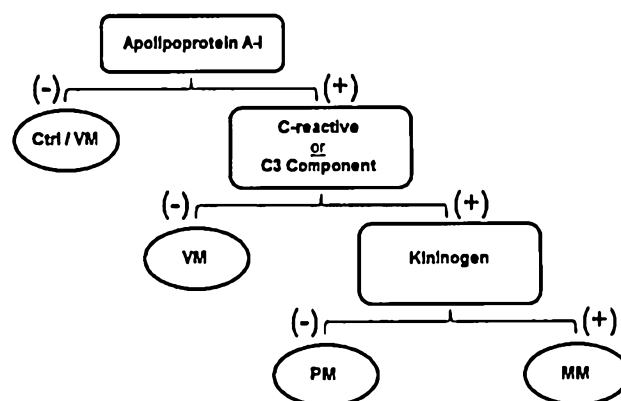 Apolipoprotein A-I
(-)
(+)
Ctrl / VM
C-reactive
or
C3 Component
(-)
(+)
VM
Kininogen
(-)
(+)
PM
MM